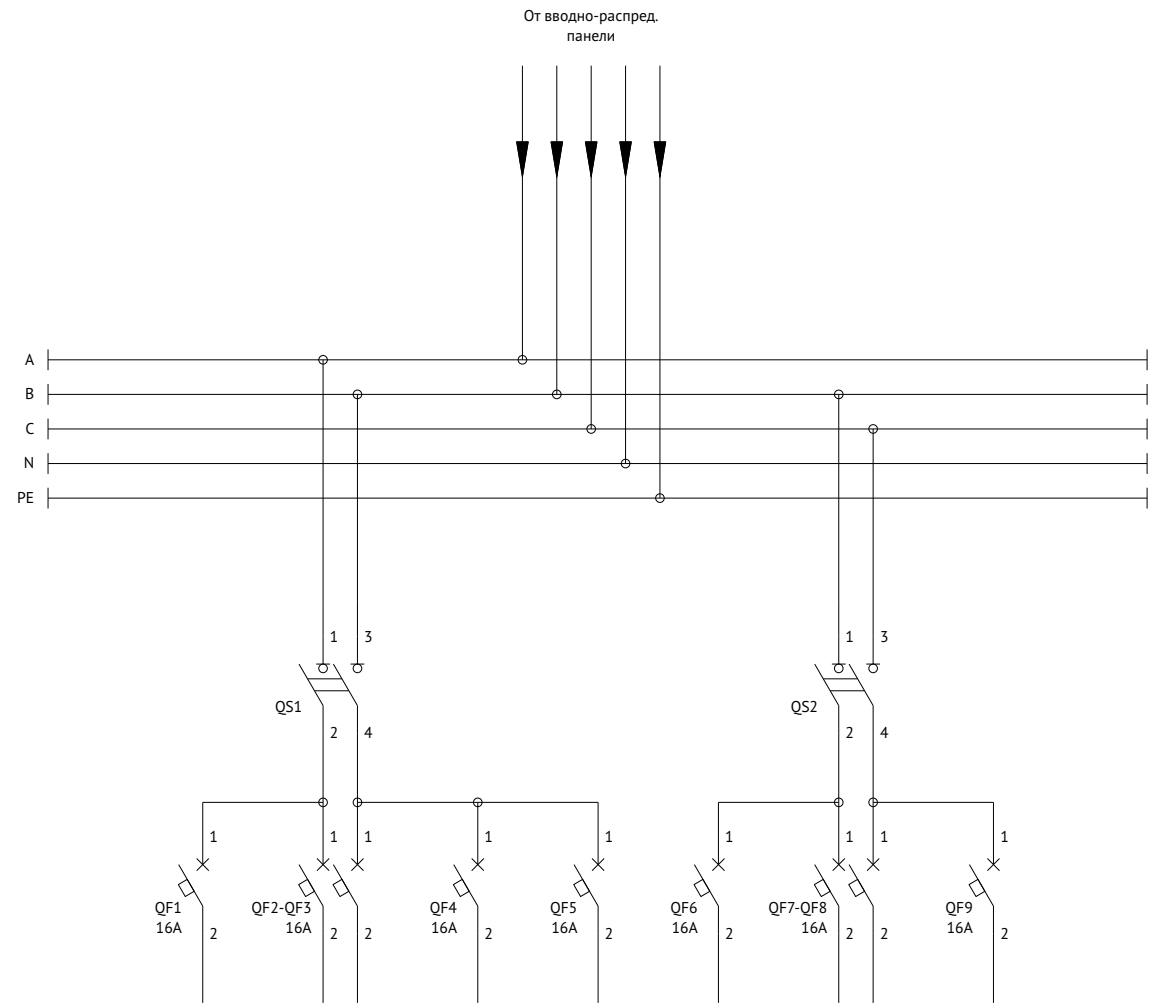 От вводно-распред.
панели
A
B
C
N
PE
1 3 1 3
QS1 QS2
2 4 2 4
1 1 1 1 1 1 1 1 1
QF1 QF2-QF3 QF4 QF5 QF6 QF7-QF8 QF9
16A 16A 16A 16A 16A 16A 16A
2 2 2 2 2 2 2 2 2